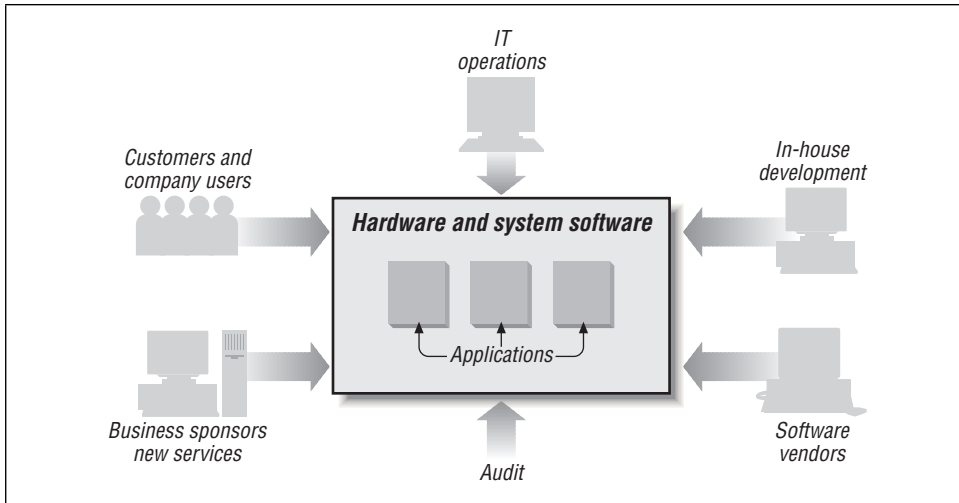 IT
operations
Customers and
company users
In-house
development
Hardware and system software
Applications
Business sponsors
new services
Audit
Software
vendors